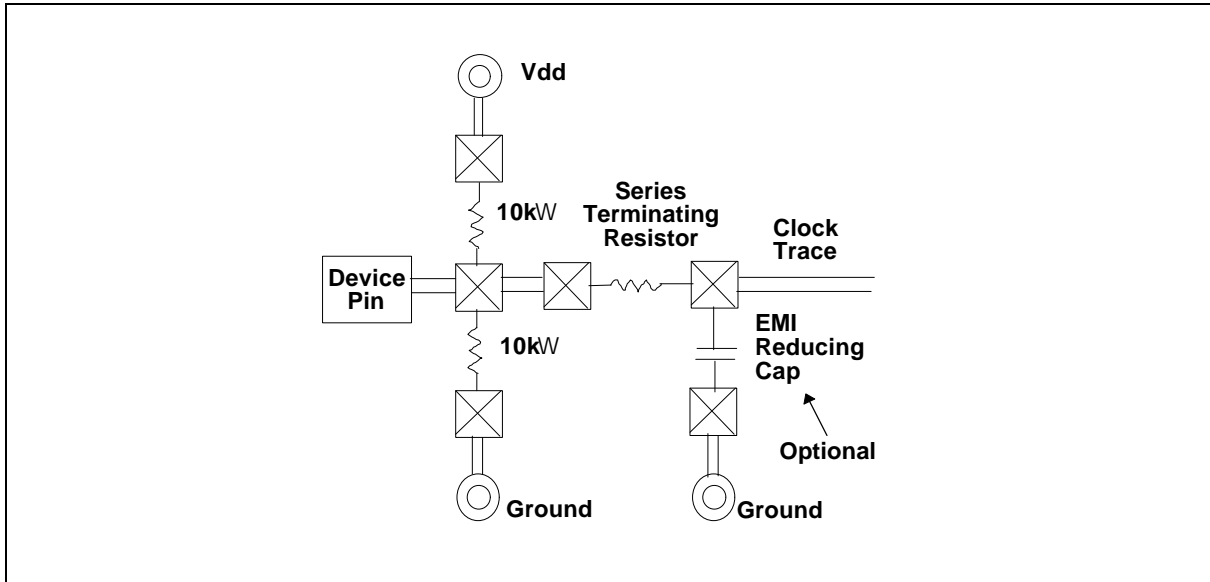 Vdd
10kW
Series
Terminating
Resistor
Clock
Trace
Device
Pin
10kW
EMI
Reducing
Cap
Optional
Ground
Ground